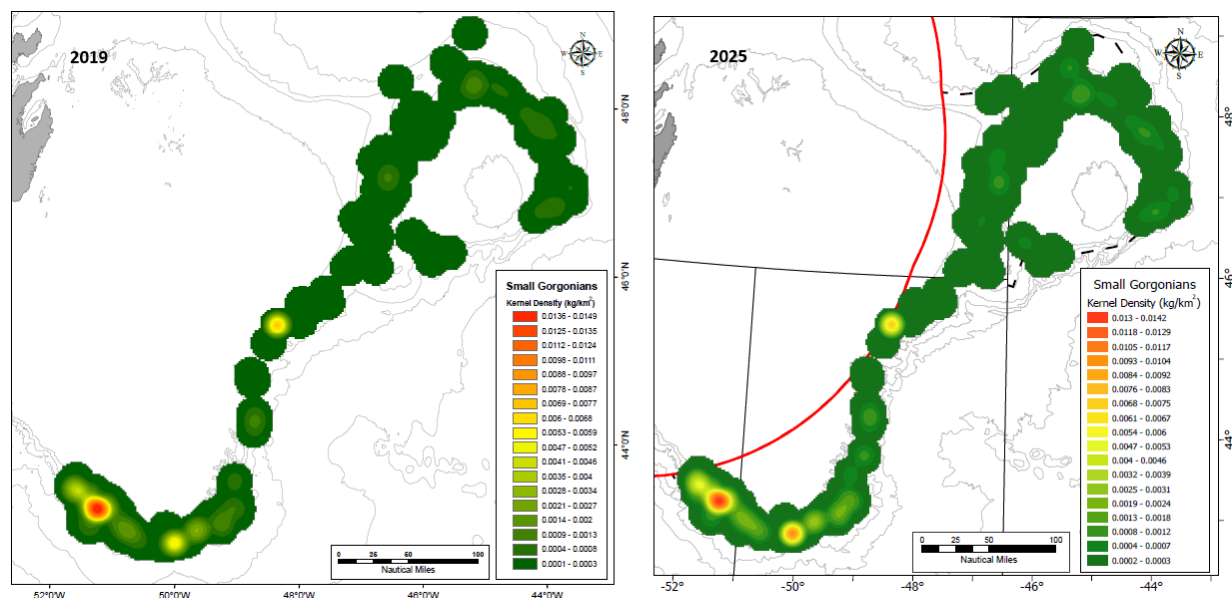 2019
N
W
E
S
48°0'N
46°0'N
44°0'N
Small Gorgonians
Kernel Density (kg/km²)
0.0136 - 0.0149
0.0125 - 0.0135
0.0112 - 0.0124
0.0098 - 0.0111
0.0088 - 0.0097
0.0078 - 0.0087
0.0069 - 0.0077
0.006 - 0.0068
0.0053 - 0.0059
0.0047 - 0.0052
0.0041 - 0.0046
0.0035 - 0.004
0.0028 - 0.0034
0.0021 - 0.0027
0.0014 - 0.002
0.0009 - 0.0013
0.0004 - 0.0008
0.0001 - 0.0003
0 25 50 100
Nautical Miles
52°0'W 50°0'W 48°0'W 46°0'W 44°0'W
2025
N
W
E
S
48°
46°
44°
Small Gorgonians
Kernel Density (kg/km²)
0.013 - 0.0142
0.0118 - 0.0129
0.0105 - 0.0117
0.0093 - 0.0104
0.0084 - 0.0092
0.0076 - 0.0083
0.0068 - 0.0075
0.0061 - 0.0067
0.0054 - 0.006
0.0047 - 0.0053
0.004 - 0.0046
0.0032 - 0.0039
0.0025 - 0.0031
0.0019 - 0.0024
0.0013 - 0.0018
0.0008 - 0.0012
0.0004 - 0.0007
0.0002 - 0.0003
0 25 50 100
Nautical Miles
-52° -50° -48° -46° -44°